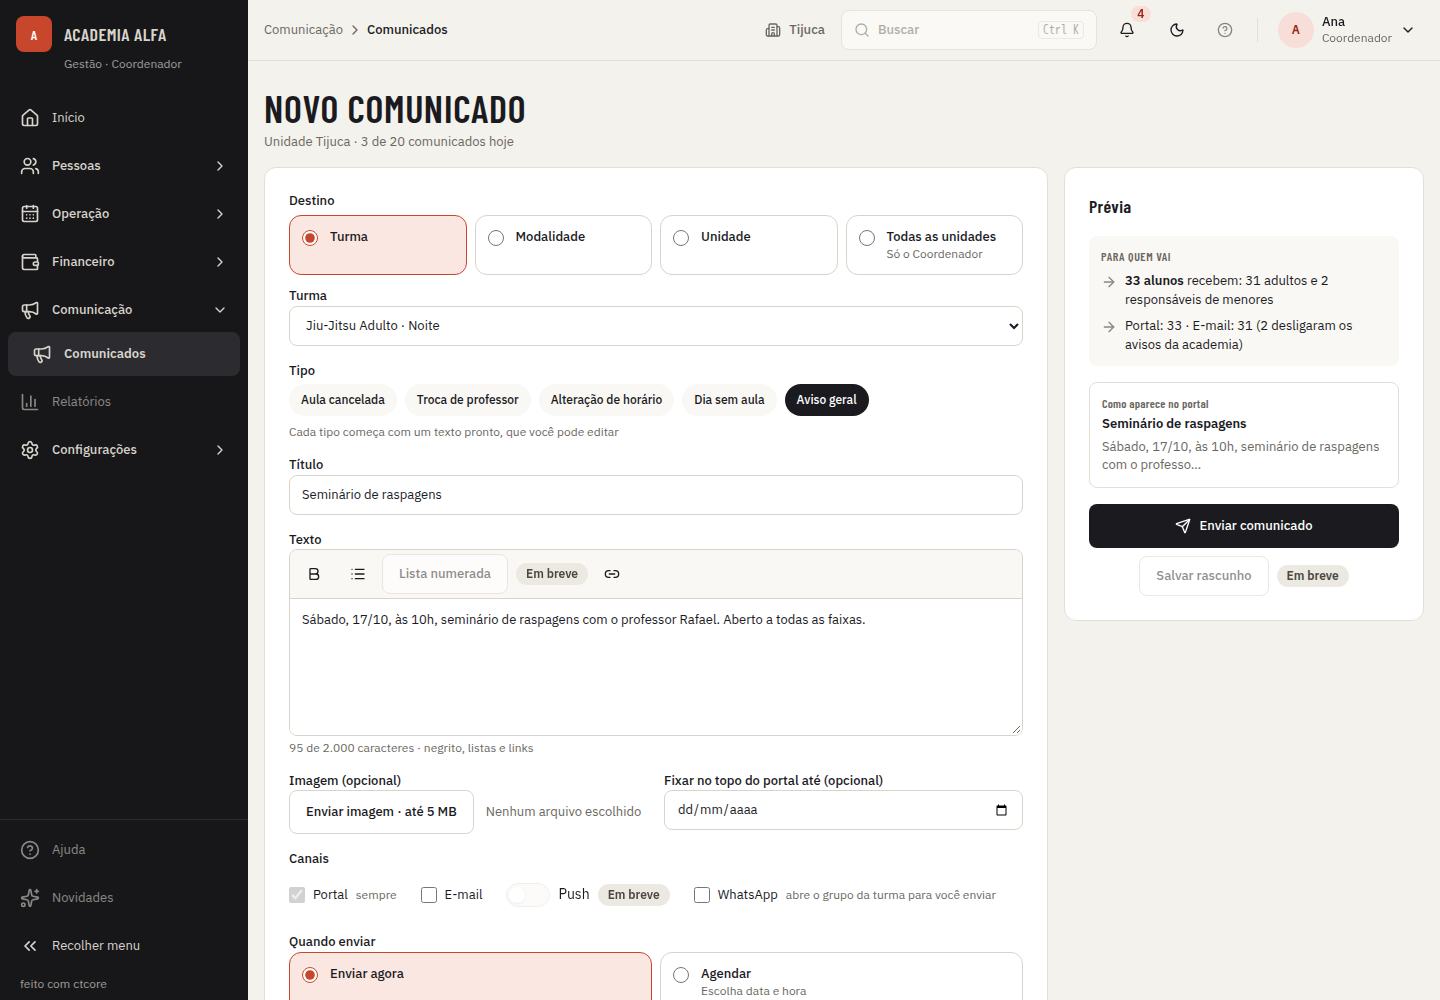 A
ACADEMIA ALFA
Gestão · Coordenador
Início
Pessoas
Operação
Financeiro
Comunicação
Comunicados
Relatórios
Configurações
Ajuda
Novidades
Recolher menu
feito com ctcore
Comunicação > Comunicados
Tijuca
Buscar
Ctrl K
4
A
Ana
Coordenador
NOVO COMUNICADO
Unidade Tijuca · 3 de 20 comunicados hoje
Destino
Turma
Modalidade
Unidade
Todas as unidades
Só o Coordenador
Turma
Jiu-Jitsu Adulto · Noite
Tipo
Aula cancelada
Troca de professor
Alteração de horário
Dia sem aula
Aviso geral
Cada tipo começa com um texto pronto, que você pode editar
Título
Seminário de raspagens
Texto
B
Lista numerada
Em breve
Sábado, 17/10, às 10h, seminário de raspagens com o professor Rafael. Aberto a todas as faixas.
95 de 2.000 caracteres · negrito, listas e links
Imagem (opcional)
Enviar imagem · até 5 MB
Nenhum arquivo escolhido
Fixar no topo do portal até (opcional)
dd/mm/aaaa
Canais
Portal sempre
E-mail
Push Em breve
WhatsApp abre o grupo da turma para você enviar
Quando enviar
Enviar agora
Agendar
Escolha data e hora
Prévia
PARA QUEM VAI
33 alunos recebem: 31 adultos e 2
responsáveis de menores
Portal: 33 · E-mail: 31 (2 desligaram os
avisos da academia)
Como aparece no portal
Seminário de raspagens
Sábado, 17/10, às 10h, seminário de raspagens
com o professo...
Enviar comunicado
Salvar rascunho
Em breve